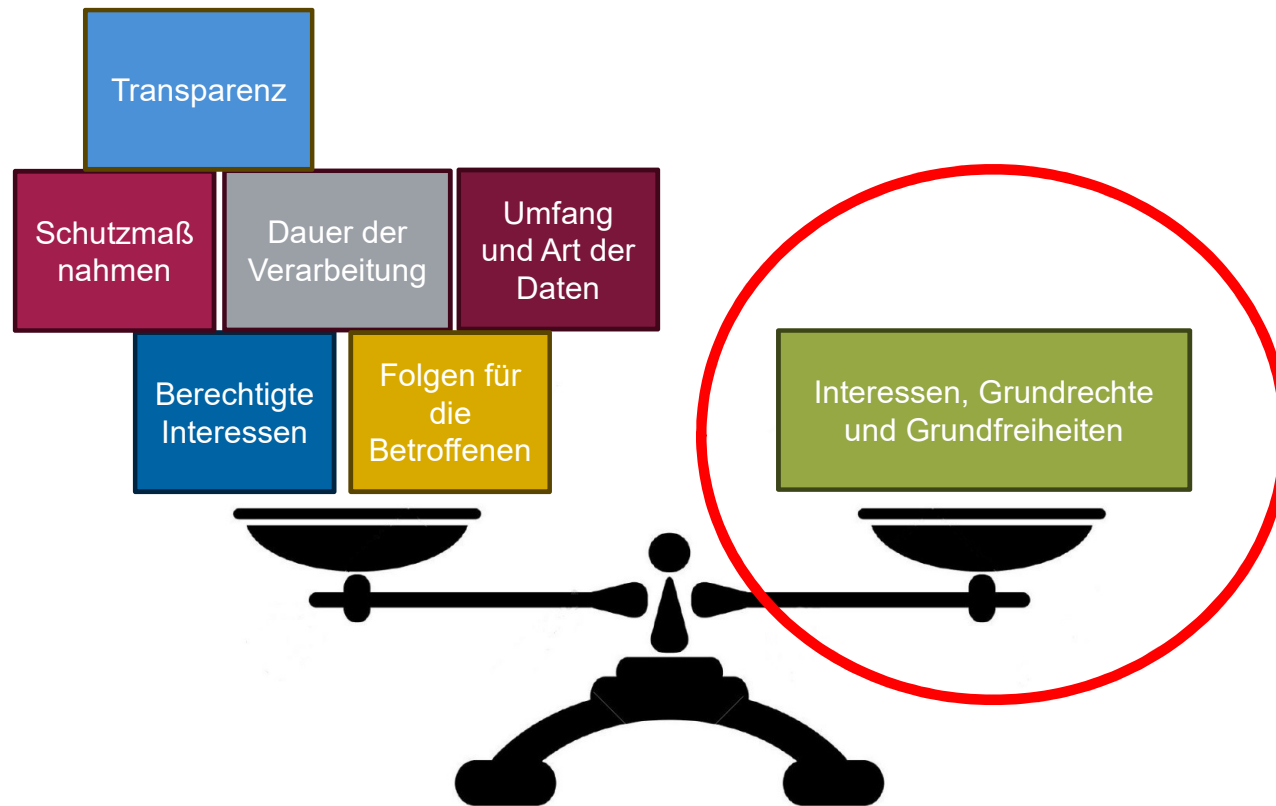 Transparenz
Schutzmaß
nahmen
Dauer der
Verarbeitung
Umfang
und Art der
Daten
Berechtigte
Interessen
Folgen für
die
Betroffenen
Interessen, Grundrechte
und Grundfreiheiten